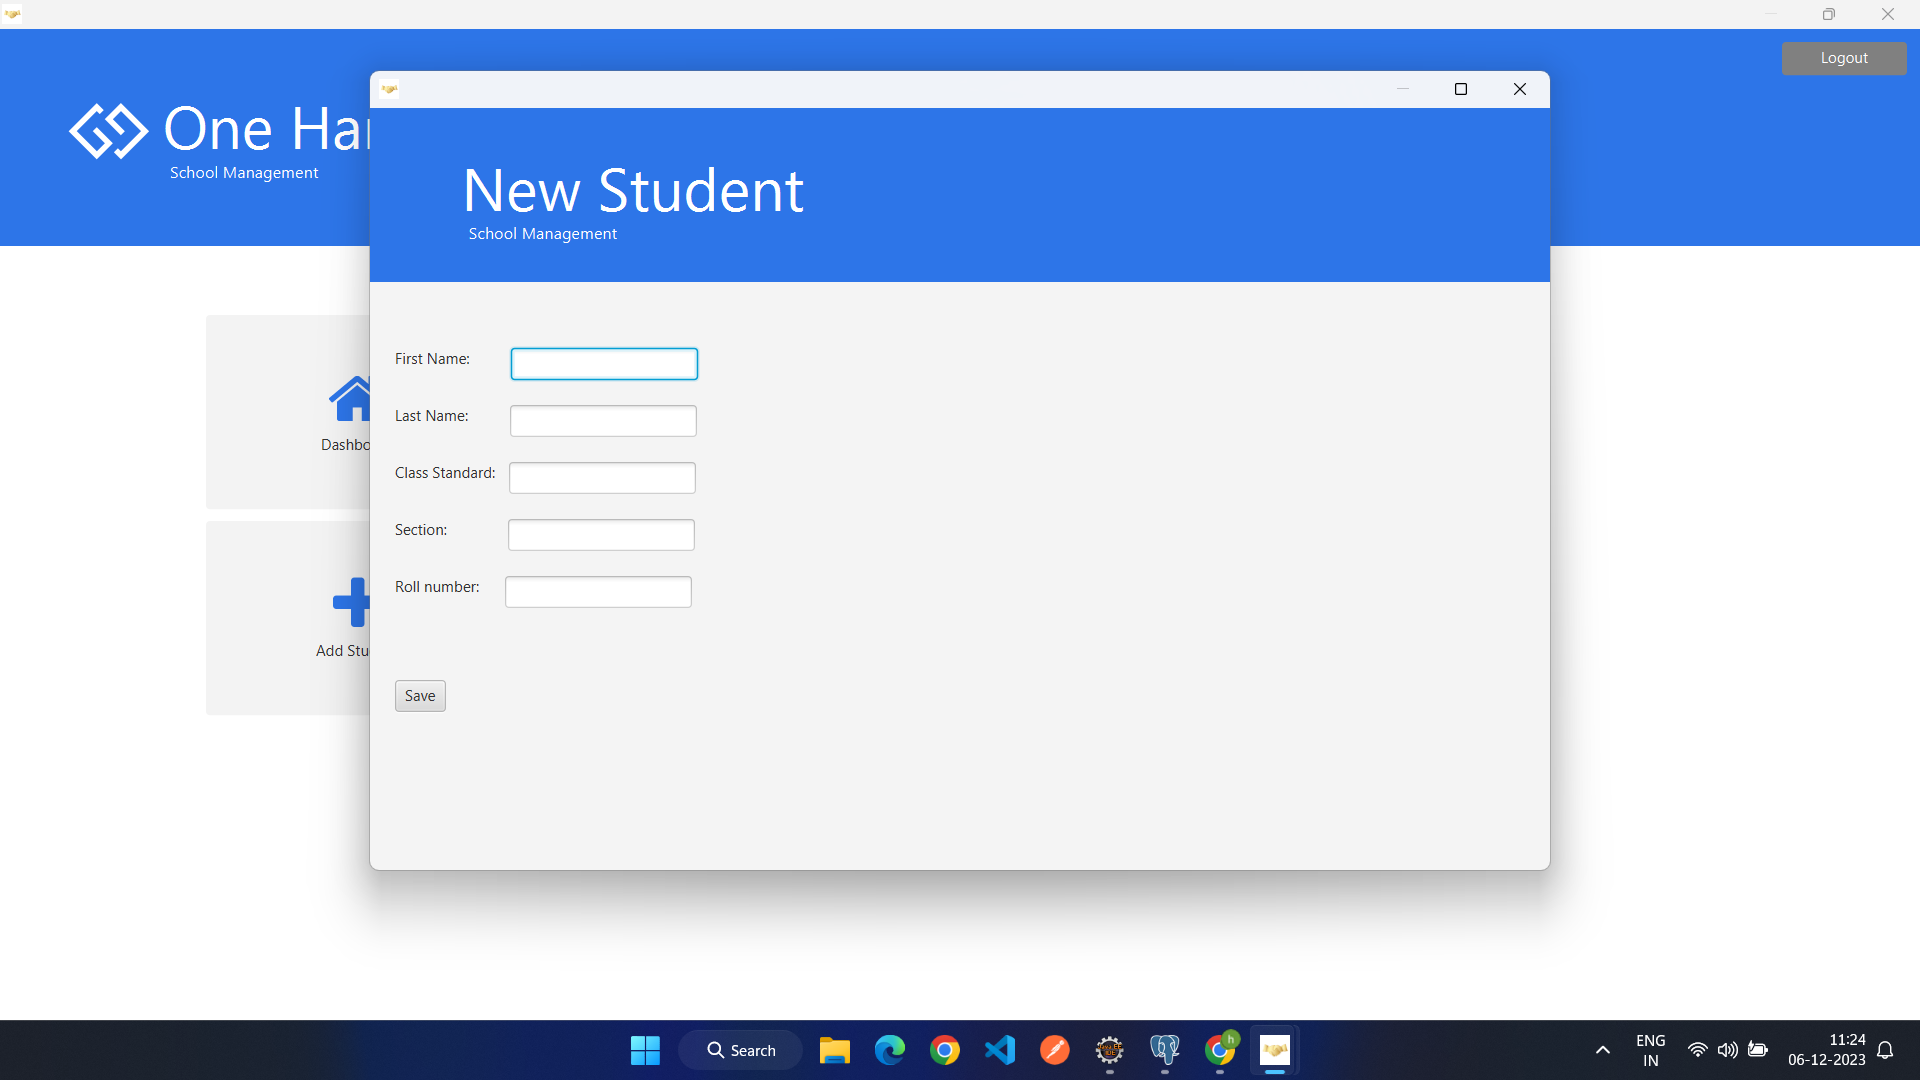 Logout
One Har
School Management
New Student
School Management
First Name:
Last Name:
Class Standard:
Section:
Roll number:
Save
Dashbo
Add Stu
Search
h
ENG
IN
11:24
06-12-2023